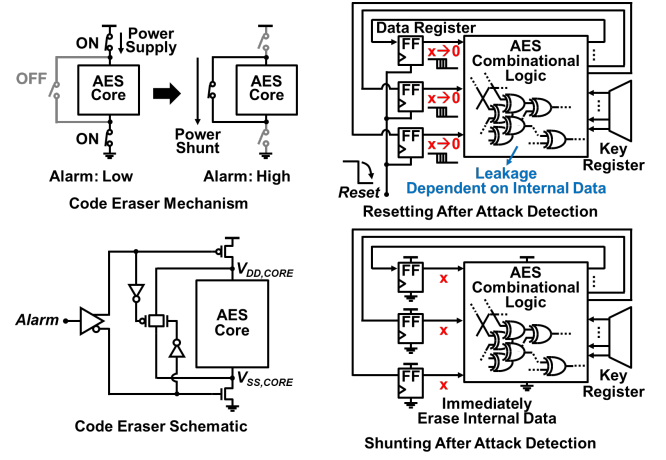 ON
Power
Supply
OFF
AES
Core
ON
Alarm: Low
AES
Core
Power
Shunt
Alarm: High
Code Eraser Mechanism
Data Register
FF
x→0
FF
x→0
FF
x→0
AES
Combinational
Logic
Key
Register
Reset
Leakage
Dependent on Internal Data
Resetting After Attack Detection
Alarm
VDD,CORE
AES
Core
VSS,CORE
Code Eraser Schematic
FF
x
FF
x
FF
x
AES
Combinational
Logic
Key
Register
Immediately
Erase Internal Data
Shunting After Attack Detection